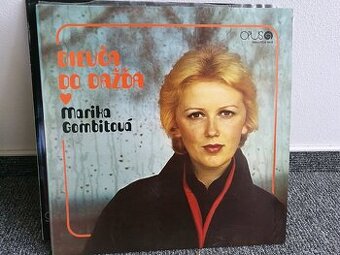 OPUS
DIEVČA
DO DAŽĎA
Marika
Gombitová